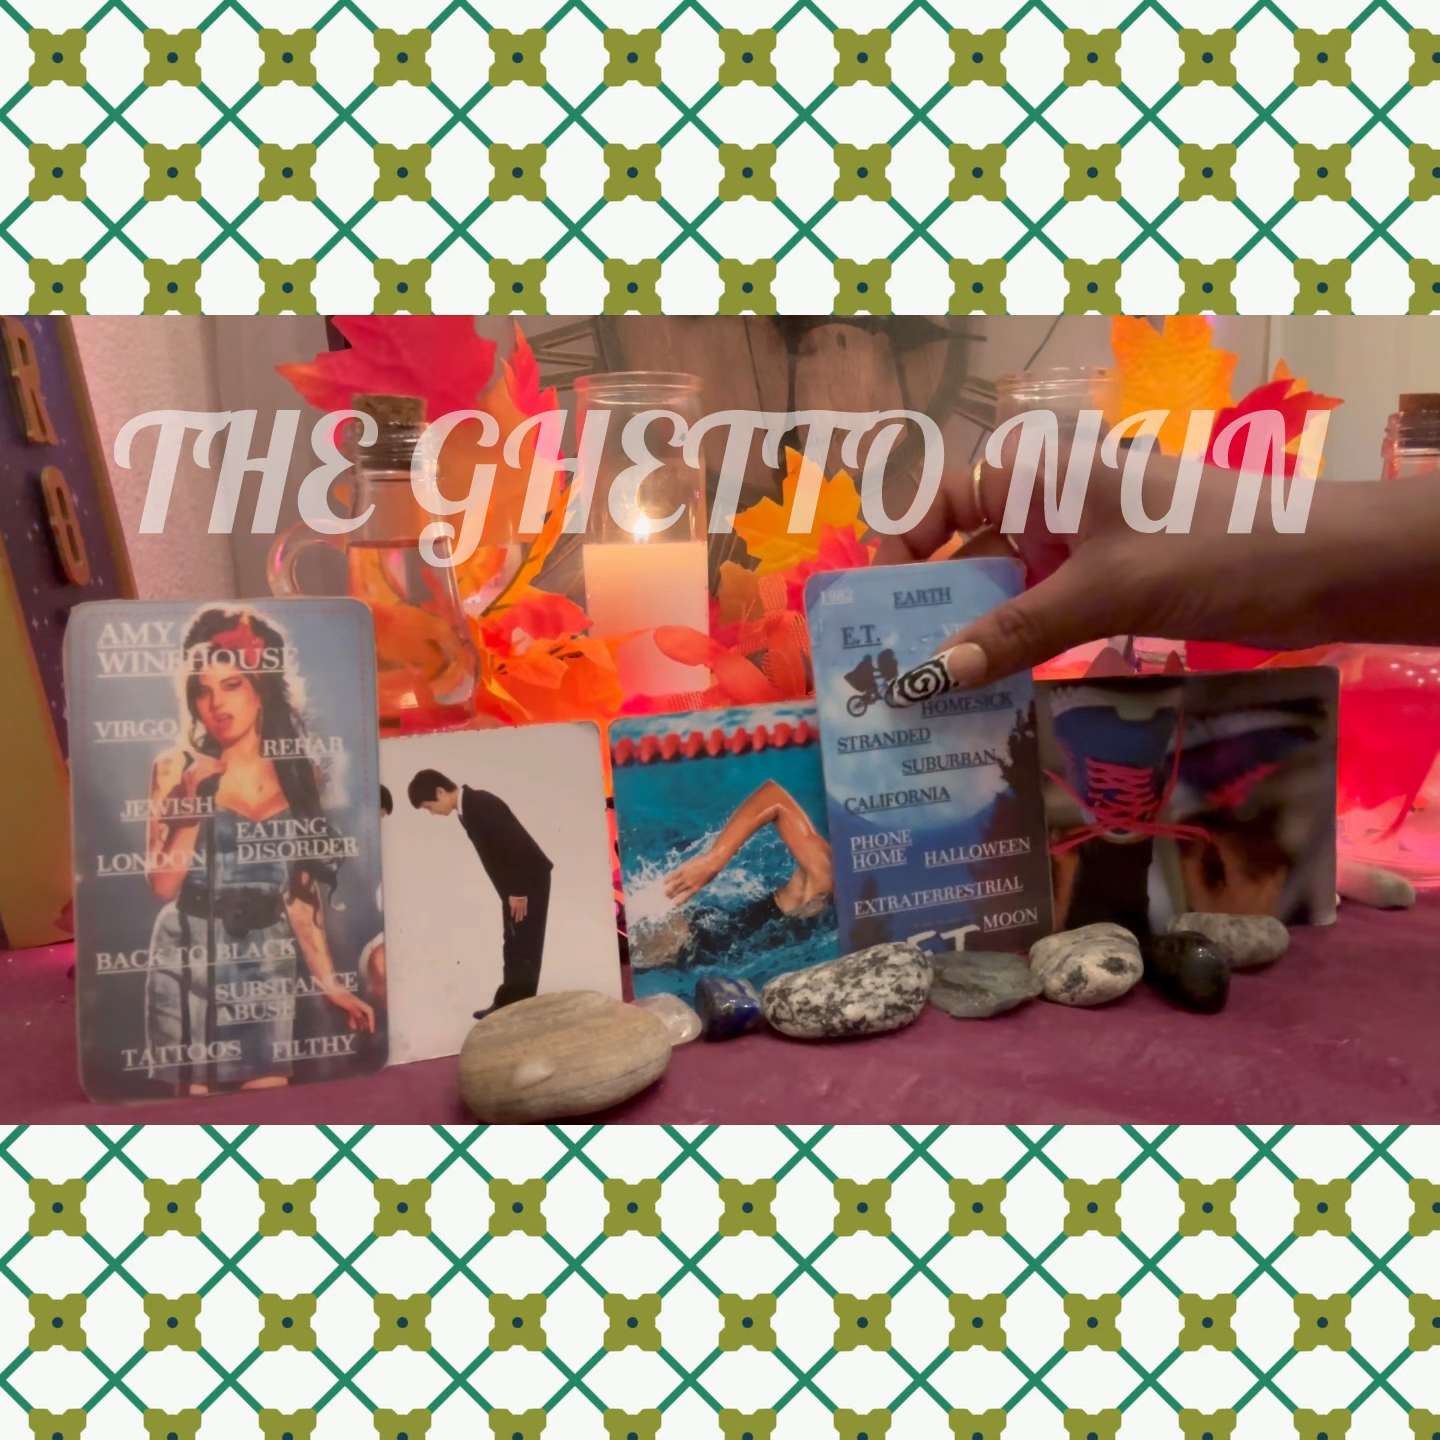 THE GHETTO NUN
R
O
AMY
WINEHOUSE
VIRGO
REHAB
JEWISH
EATING
DISORDER
LONDON
BACK TO BLACK
SUBSTANCE
ABUSE
TATTOOS FILTHY
1982 EARTH
E.T.
HOMESICK
STRANDED
SUBURBAN
CALIFORNIA
PHONE
HOME HALLOWEEN
EXTRATERRESTRIAL
MOON
ET